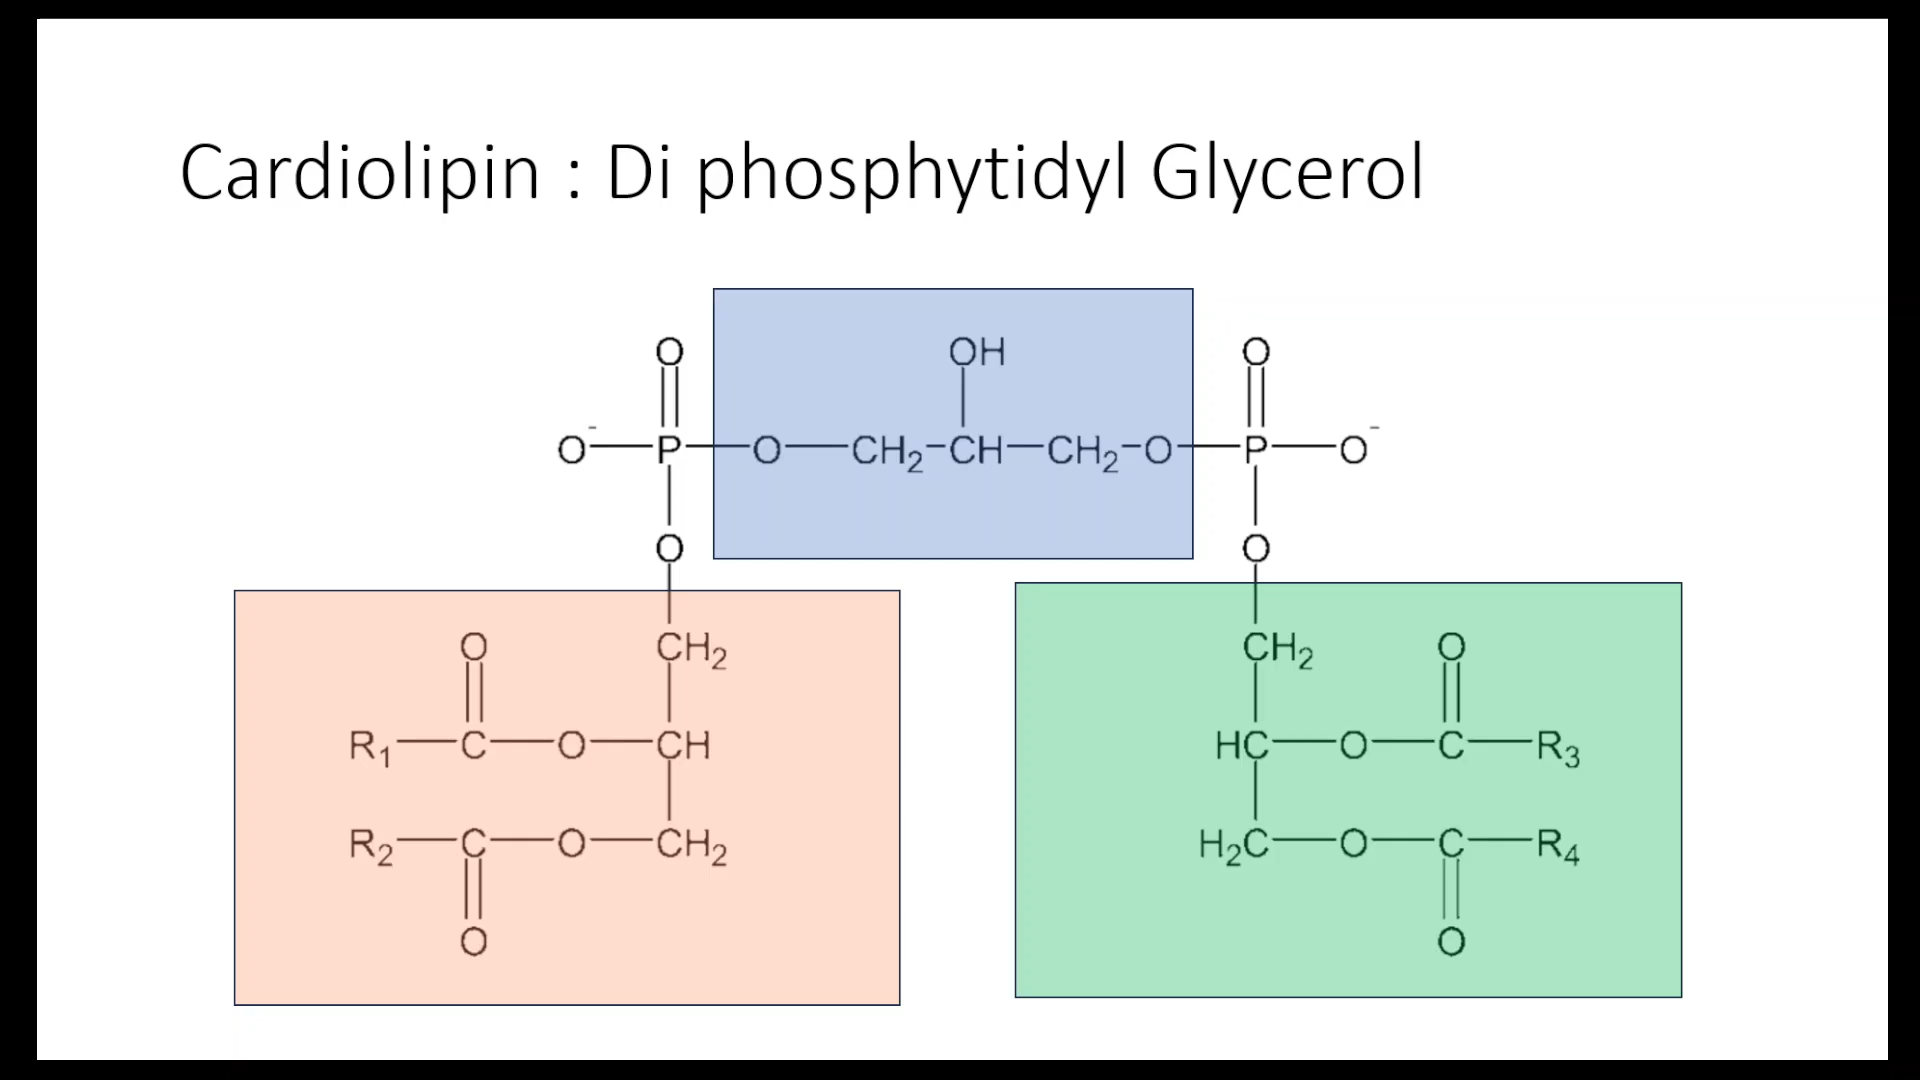 Cardiolipin : Di phosphytidyl Glycerol
O OH O
O⁻ P O CH₂ CH CH₂ O P O⁻
O O
O CH₂ CH₂ O
R₁ C O CH HC O C R₃
R₂ C O CH₂ H₂C O C R₄
O O